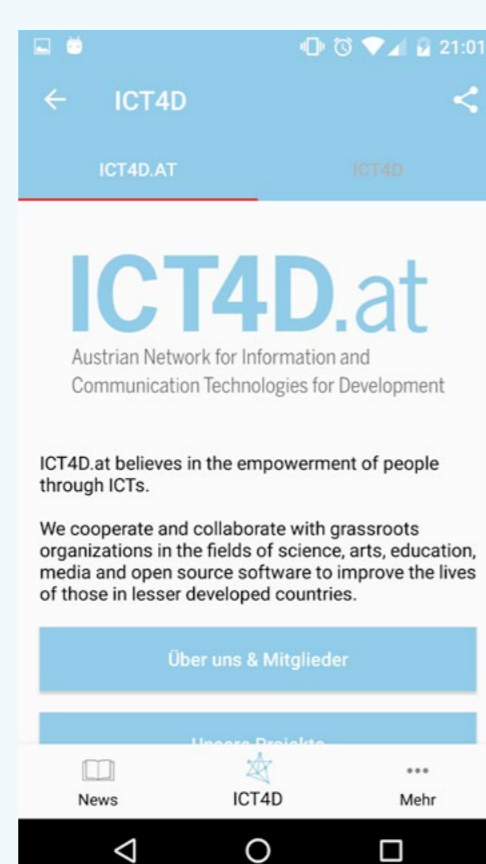 21:01
ICT4D
ICT4D.AT
ICT4D
ICT4D.at
Austrian Network for Information and
Communication Technologies for Development
ICT4D.at believes in the empowerment of people
through ICTs.
We cooperate and collaborate with grassroots
organizations in the fields of science, arts, education,
media and open source software to improve the lives
of those in lesser developed countries.
Über uns & Mitglieder
Unsere Projekte
News
ICT4D
Mehr